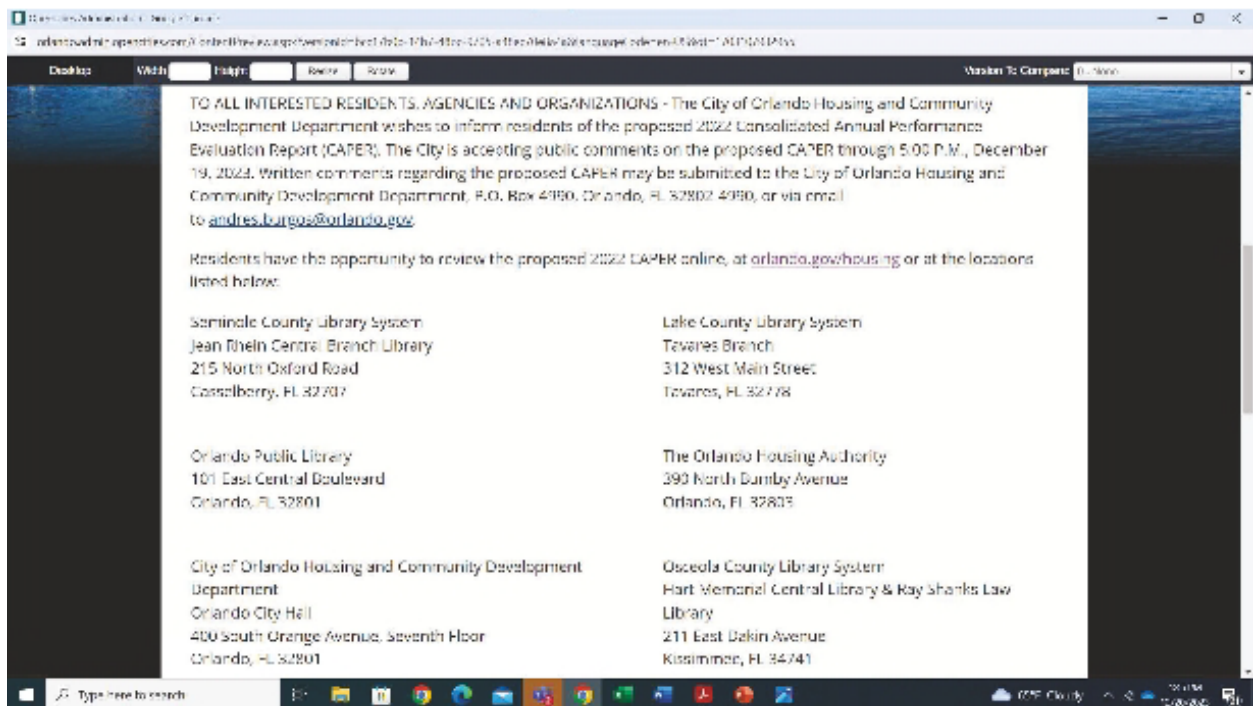 Desktop Width Height Resize Rotate Version To Compare
TO ALL INTERESTED RESIDENTS, AGENCIES AND ORGANIZATIONS - The City of Orlando Housing and Community
Development Department wishes to inform residents of the proposed 2022 Consolidated Annual Performance
Evaluation Report (CAPER). The City is accepting public comments on the proposed CAPER through 5:00 P.M., December
19, 2023. Written comments regarding the proposed CAPER may be submitted to the City of Orlando Housing and
Community Development Department, P.O. Box 4990, Orlando, FL 32802-4990, or via email
to andres.burgos@orlando.gov.
Residents have the opportunity to review the proposed 2022 CAPER online, at orlando.gov/housing or at the locations
listed below:
Seminole County Library System
Jean Rhein Central Branch Library
215 North Oxford Road
Casselberry, FL 32707
Lake County Library System
Tavares Branch
312 West Main Street
Tavares, FL 32778
Orlando Public Library
101 East Central Boulevard
Orlando, FL 32801
The Orlando Housing Authority
390 North Bumby Avenue
Orlando, FL 32803
City of Orlando Housing and Community Development
Department
Orlando City Hall
400 South Orange Avenue, Seventh Floor
Orlando, FL 32801
Osceola County Library System
Hart Memorial Central Library & Ray Shanks Law
Library
211 East Dakin Avenue
Kissimmee, FL 34741
Type here to search Cloudy